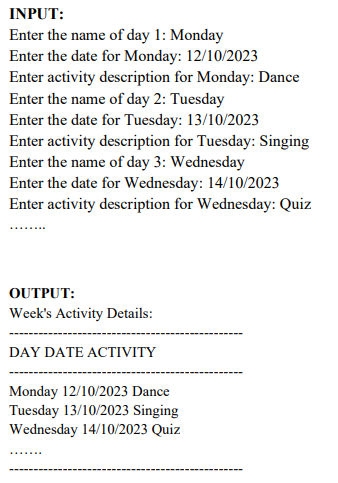 INPUT:
Enter the name of day 1: Monday
Enter the date for Monday: 12/10/2023
Enter activity description for Monday: Dance
Enter the name of day 2: Tuesday
Enter the date for Tuesday: 13/10/2023
Enter activity description for Tuesday: Singing
Enter the name of day 3: Wednesday
Enter the date for Wednesday: 14/10/2023
Enter activity description for Wednesday: Quiz
……..
OUTPUT:
Week's Activity Details:
------------------------------------------------
DAY DATE ACTIVITY
------------------------------------------------
Monday 12/10/2023 Dance
Tuesday 13/10/2023 Singing
Wednesday 14/10/2023 Quiz
…….
------------------------------------------------